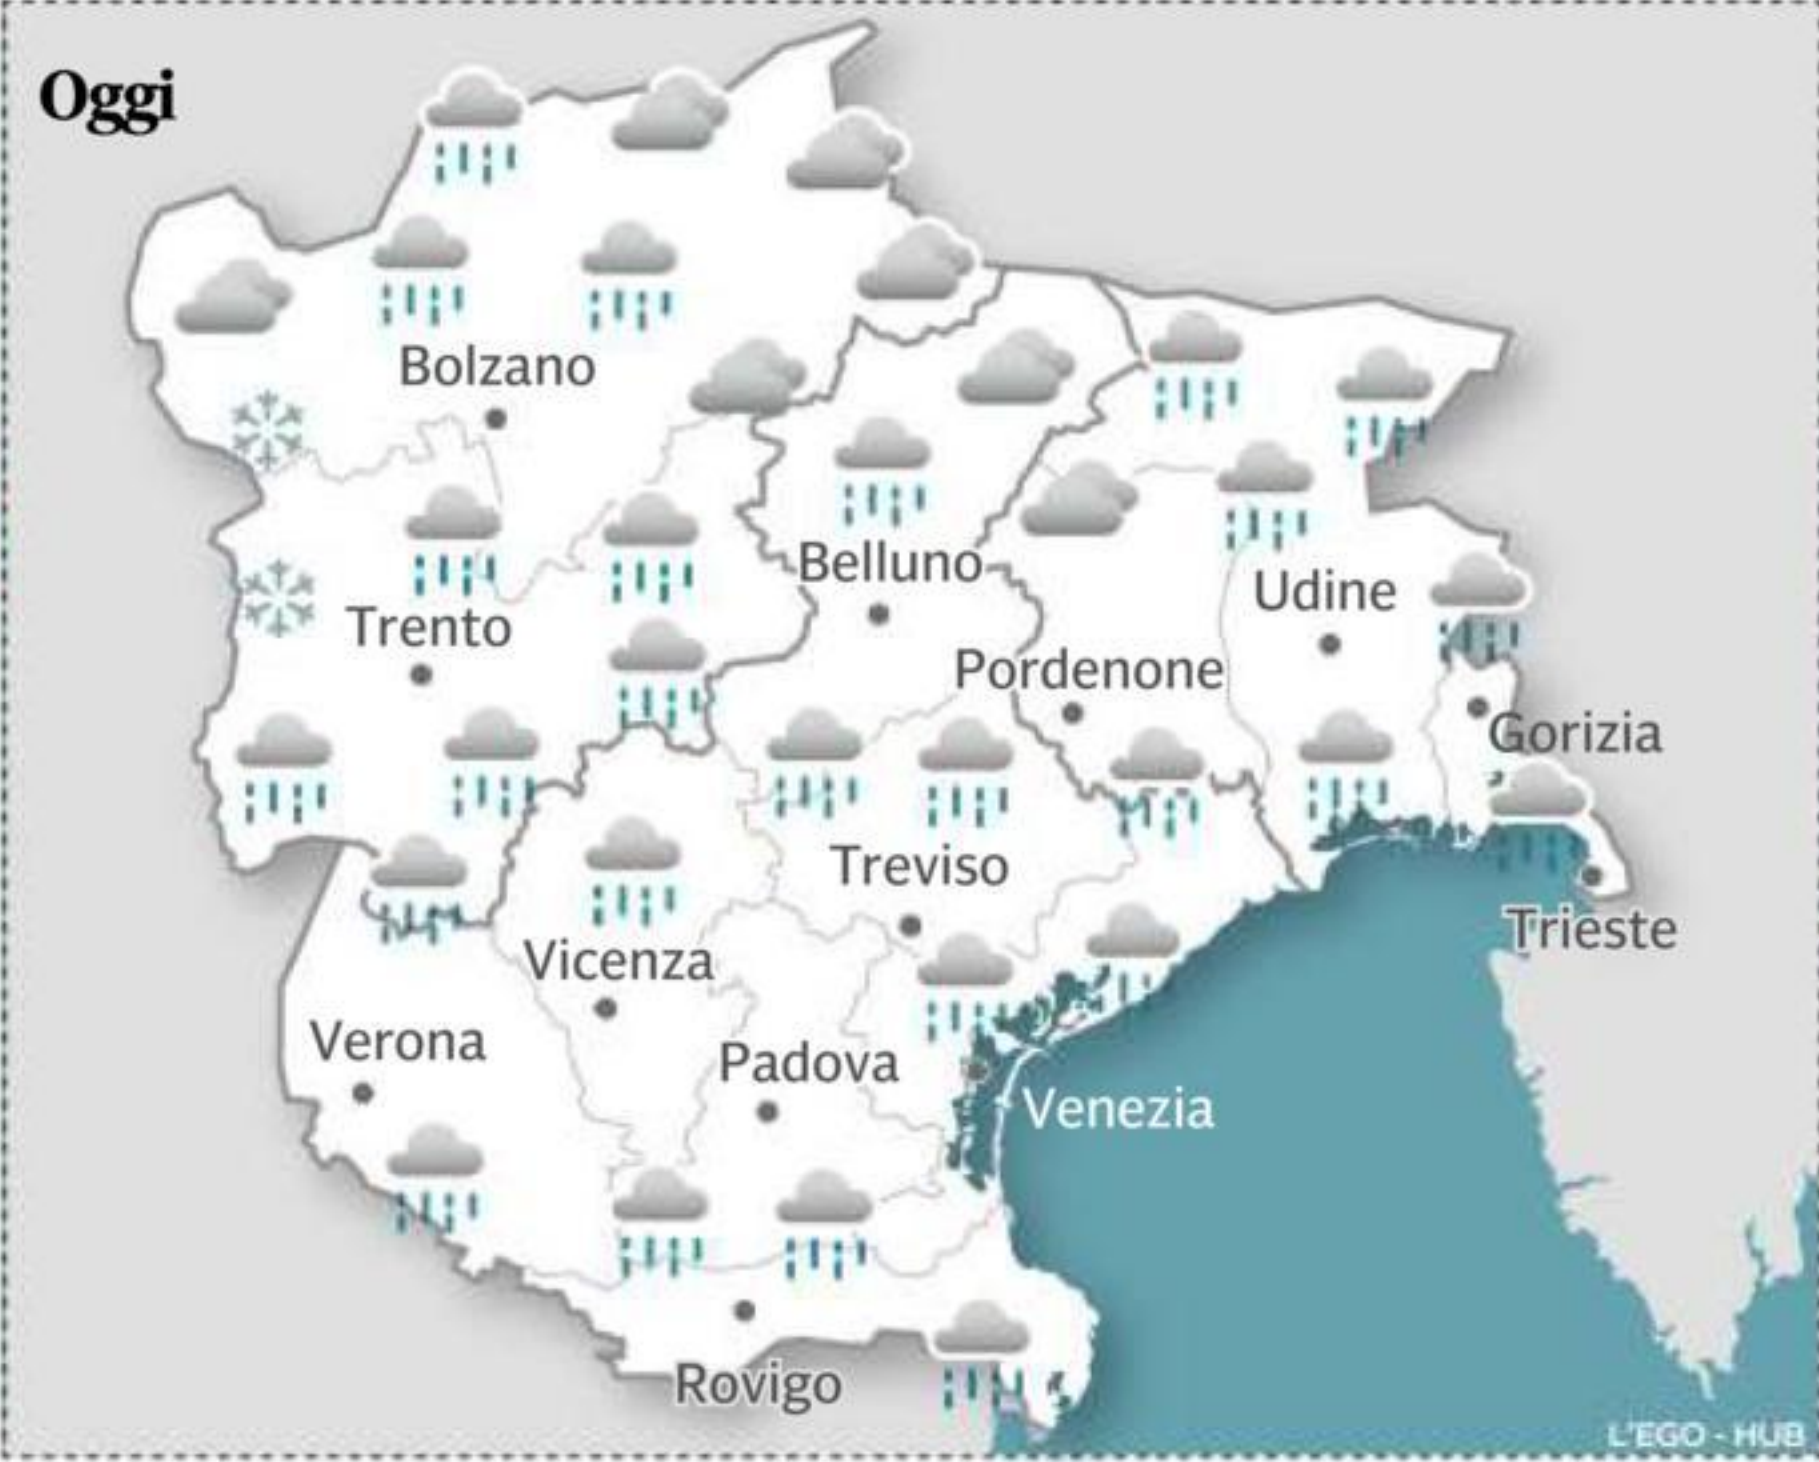 Oggi
Bolzano
Belluno
Udine
Trento
Pordenone
Gorizia
Treviso
Trieste
Vicenza
Verona
Padova
Venezia
Rovigo
L'EGO - HUB